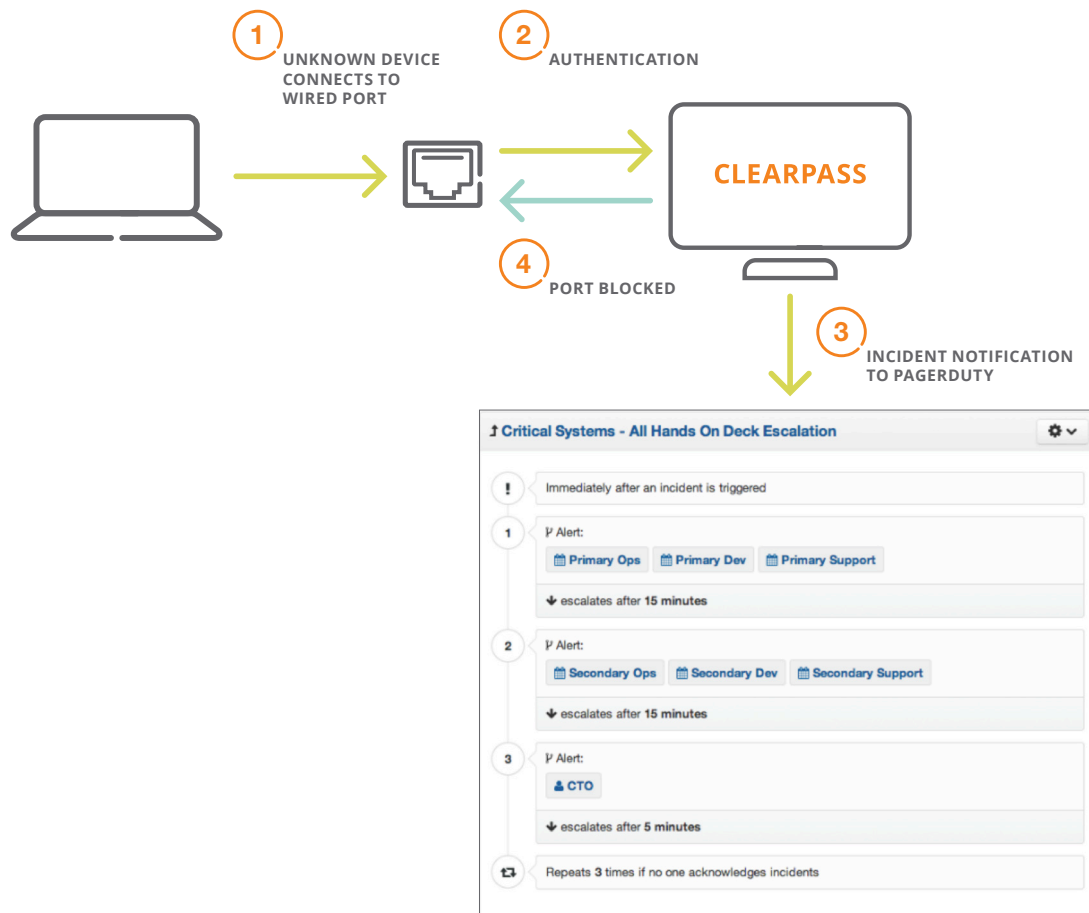 1
UNKNOWN DEVICE
CONNECTS TO
WIRED PORT
2
AUTHENTICATION
CLEARPASS
4
PORT BLOCKED
3
INCIDENT NOTIFICATION
TO PAGERDUTY
Critical Systems - All Hands On Deck Escalation
! Immediately after an incident is triggered
1 Alert:
Primary Ops Primary Dev Primary Support
escalates after 15 minutes
2 Alert:
Secondary Ops Secondary Dev Secondary Support
escalates after 15 minutes
3 Alert:
CTO
escalates after 5 minutes
Repeats 3 times if no one acknowledges incidents